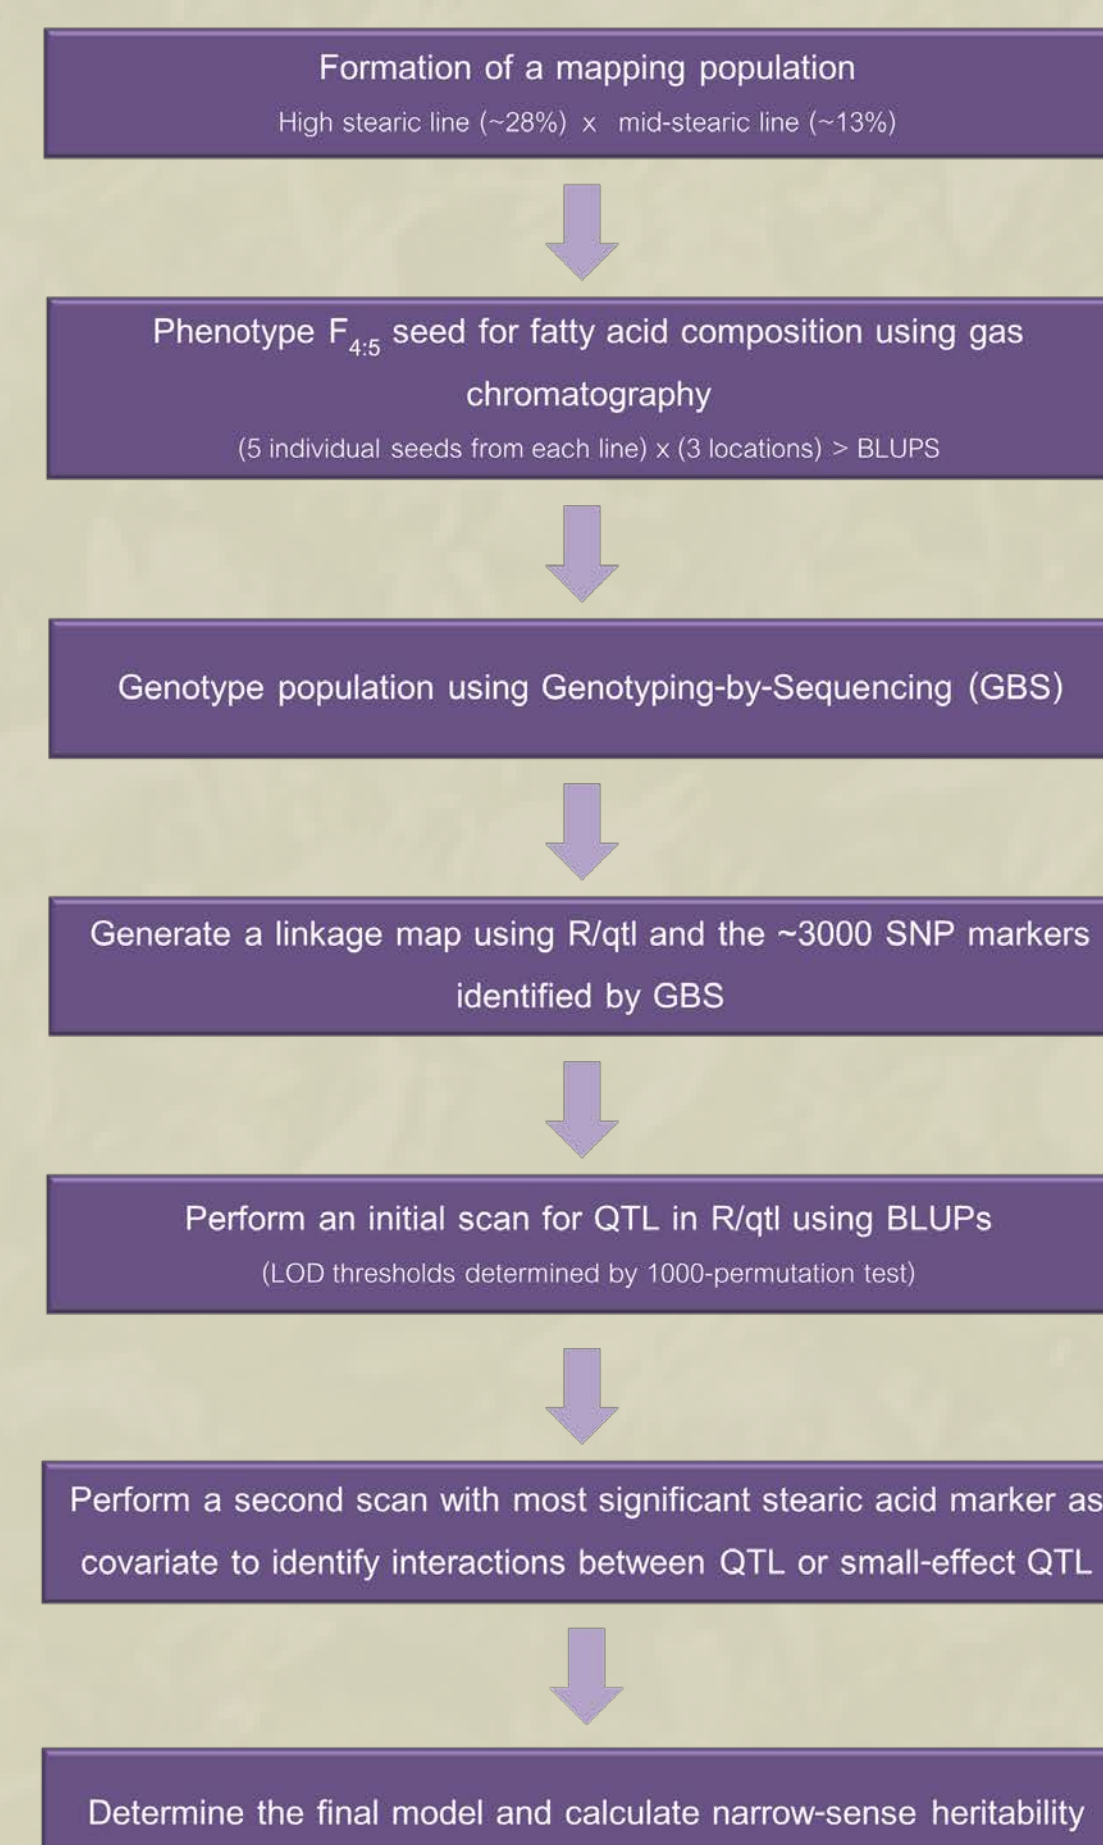 Formation of a mapping population
High stearic line (~28%) x mid-stearic line (~13%)
Phenotype F4:5 seed for fatty acid composition using gas
chromatography
(5 individual seeds from each line) x (3 locations) > BLUPS
Genotype population using Genotyping-by-Sequencing (GBS)
Generate a linkage map using R/qtl and the ~3000 SNP markers
identified by GBS
Perform an initial scan for QTL in R/qtl using BLUPs
(LOD thresholds determined by 1000-permutation test)
Perform a second scan with most significant stearic acid marker as
covariate to identify interactions between QTL or small-effect QTL
Determine the final model and calculate narrow-sense heritability